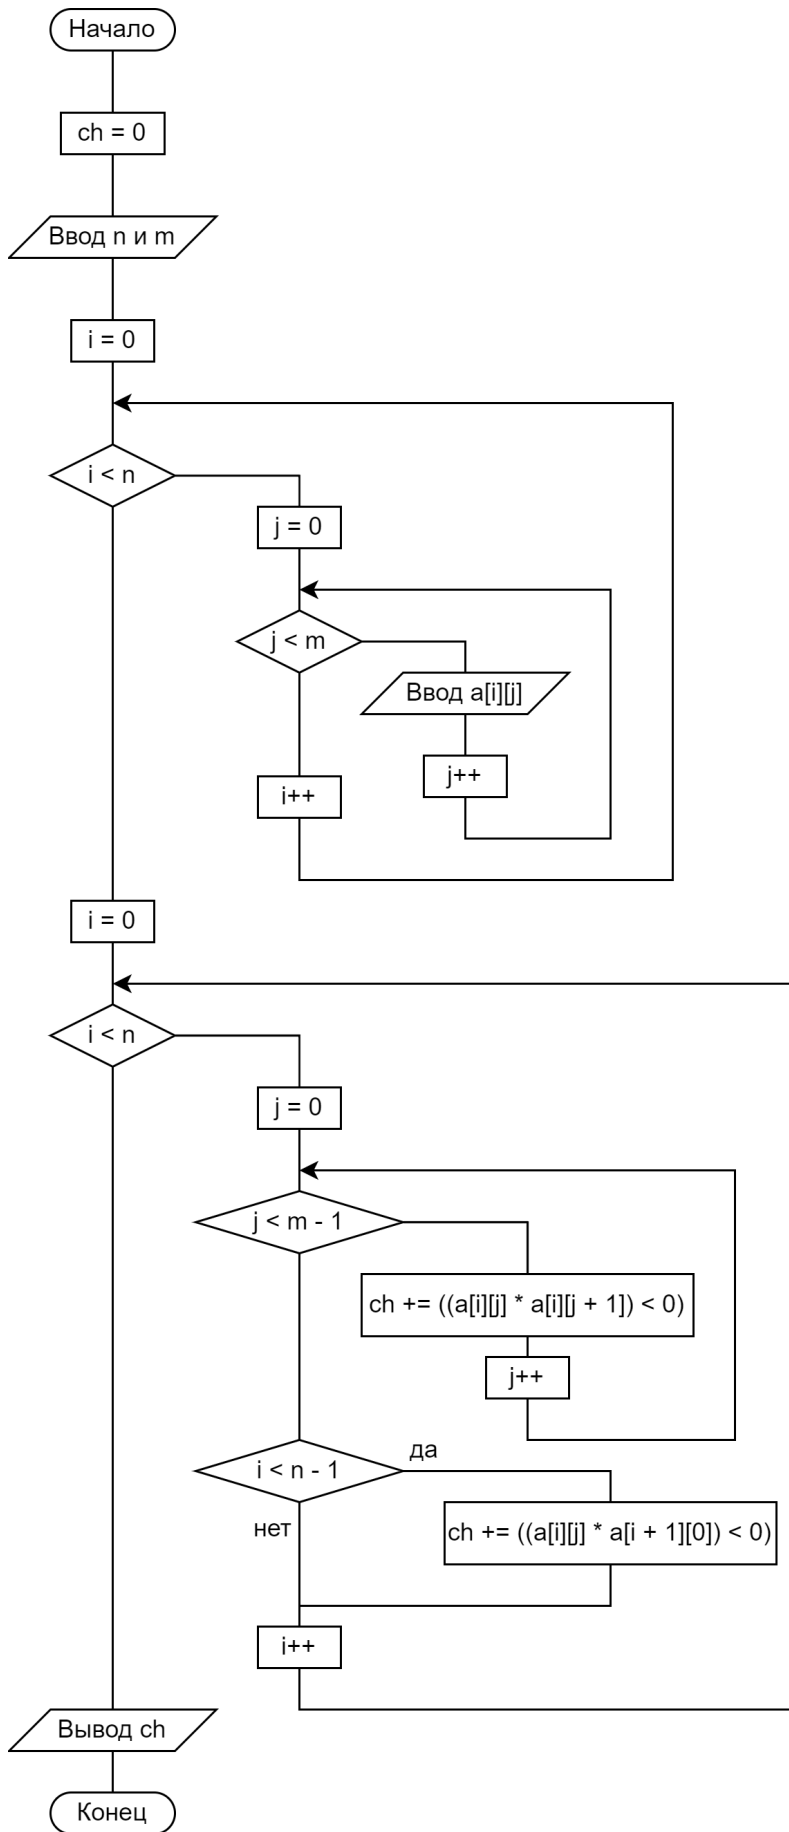 Начало
ch = 0
Ввод n и m
i = 0
i < n
j = 0
j < m
Ввод a[i][j]
j++
i++
i = 0
i < n
j = 0
j < m - 1
ch += ((a[i][j] * a[i][j + 1]) < 0)
j++
i < n - 1
да
нет
ch += ((a[i][j] * a[i + 1][0]) < 0)
i++
Вывод ch
Конец